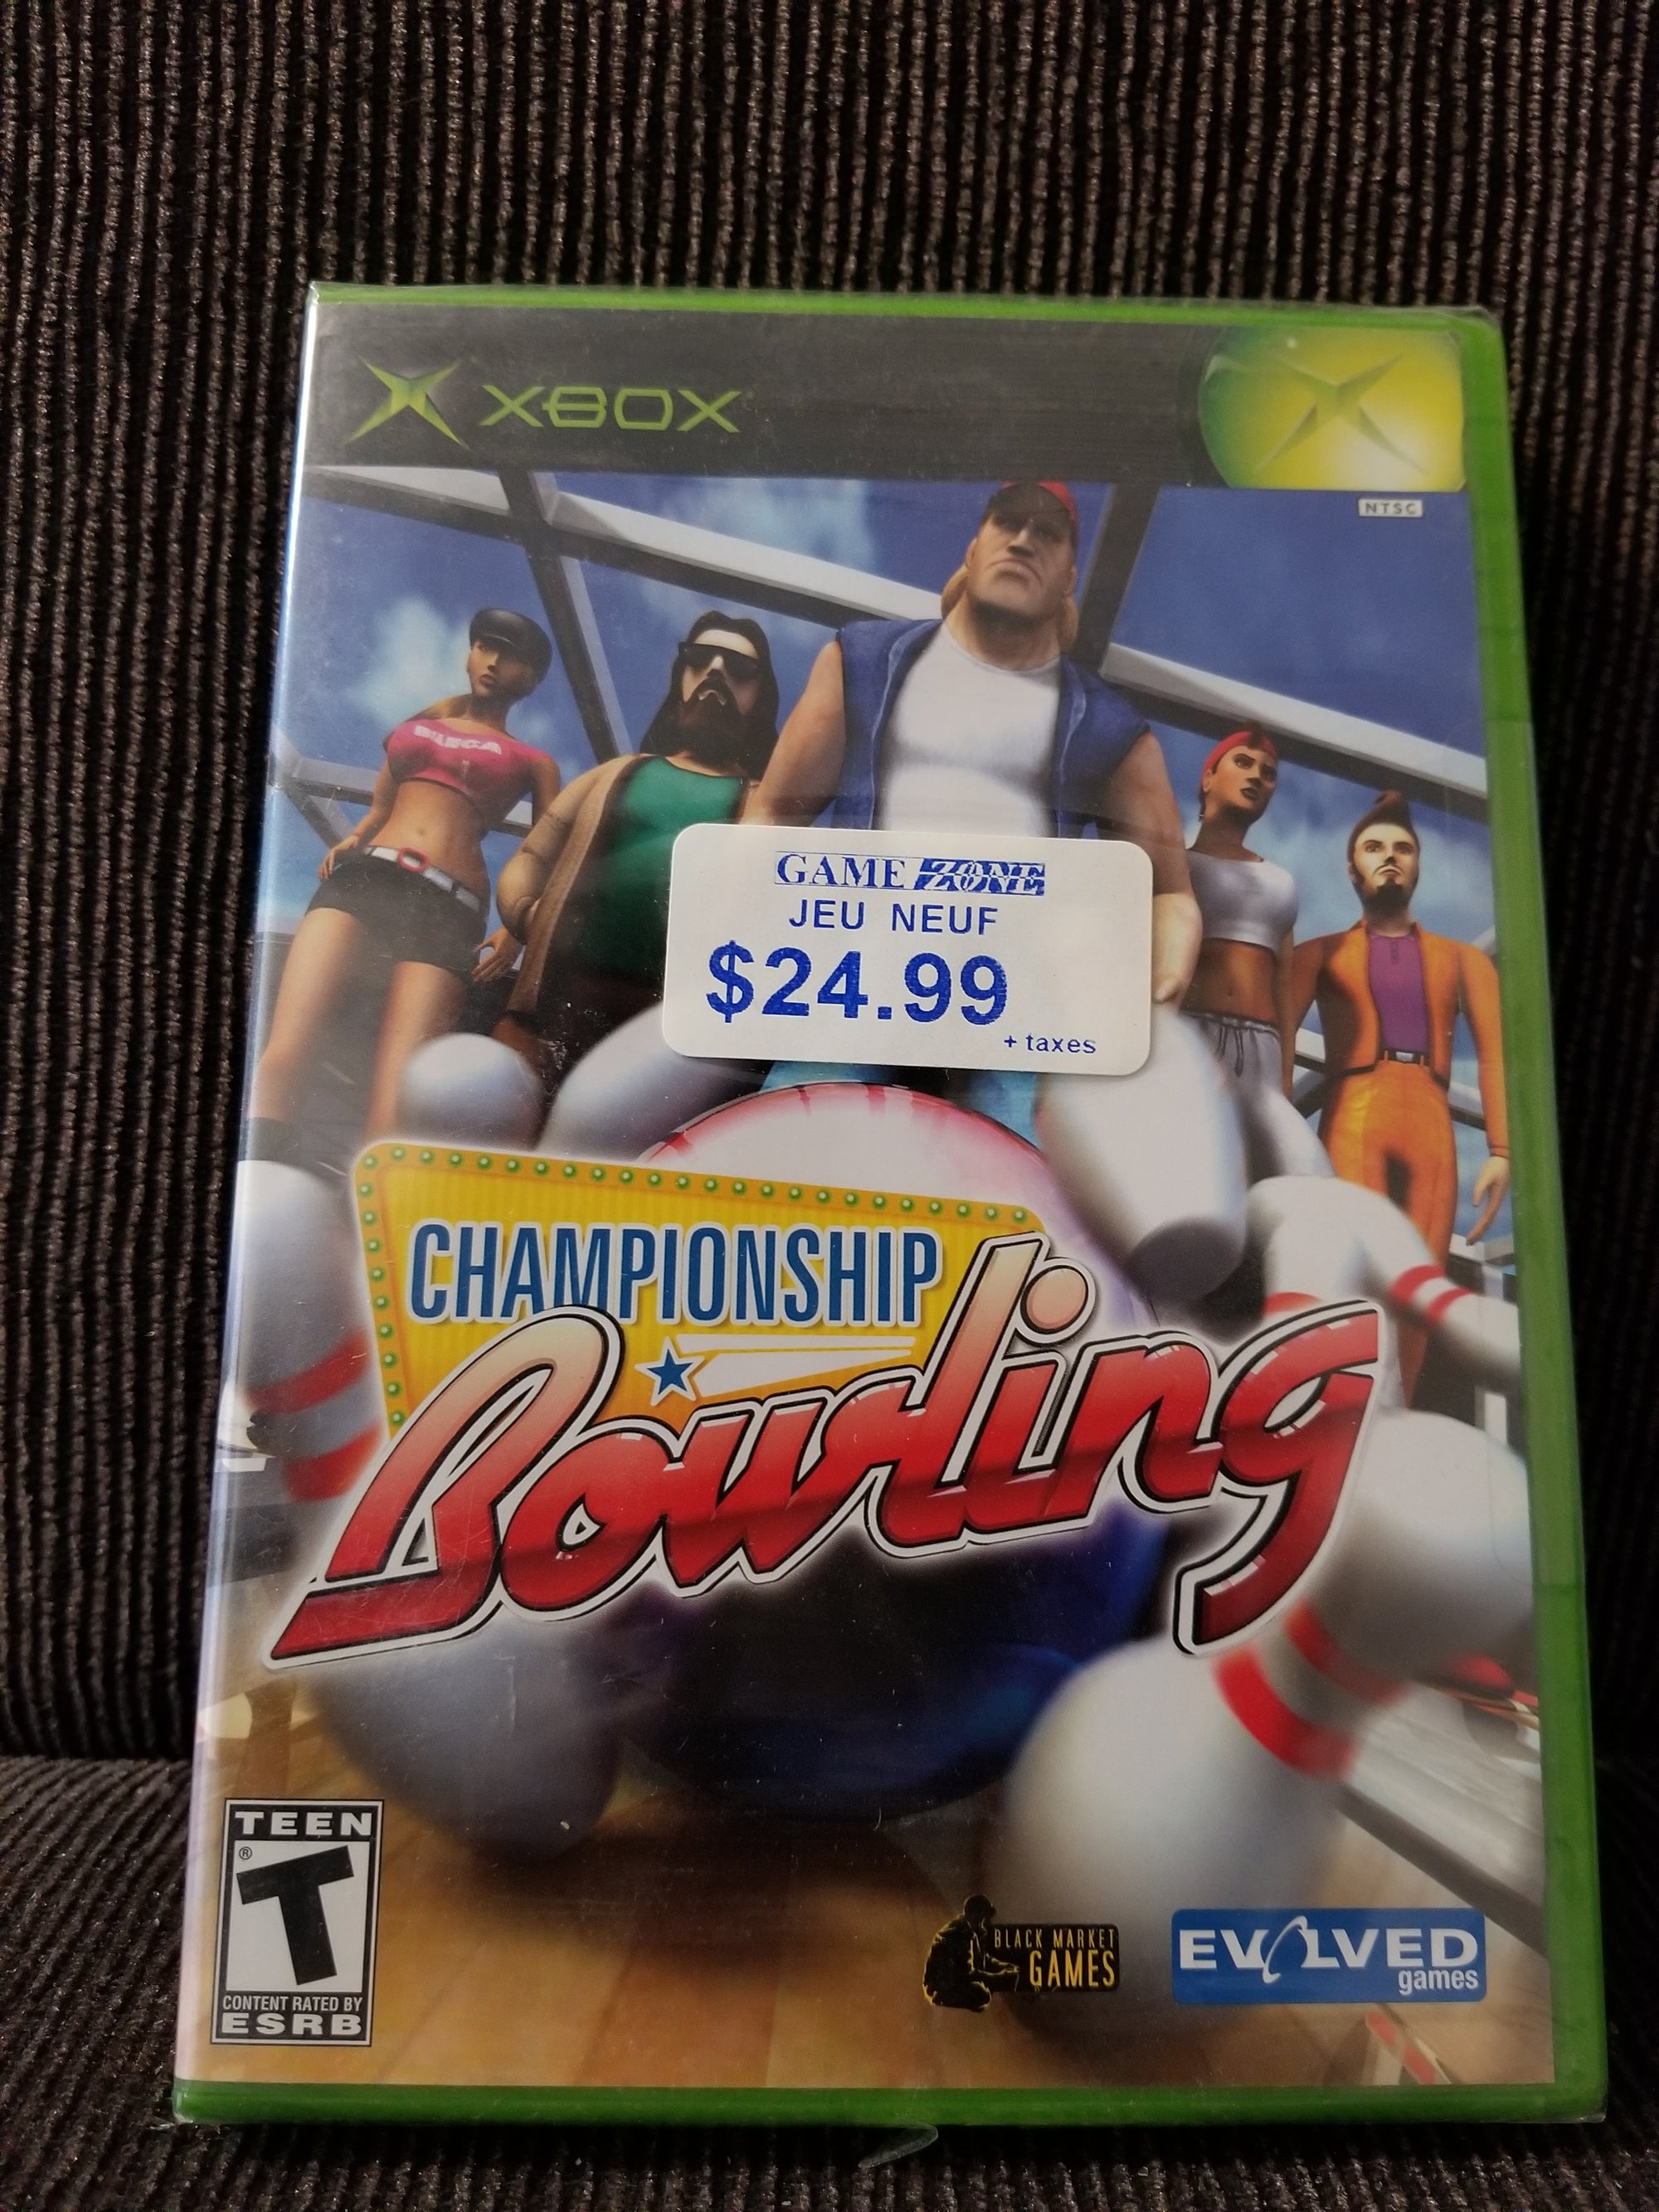 XBOX
NTSC
GAME ZONE
JEU NEUF
$24.99
+ taxes
CHAMPIONSHIP
Bowling
TEEN
T
®
CONTENT RATED BY
ESRB
BLACK MARKET
GAMES
EVOLVED
games